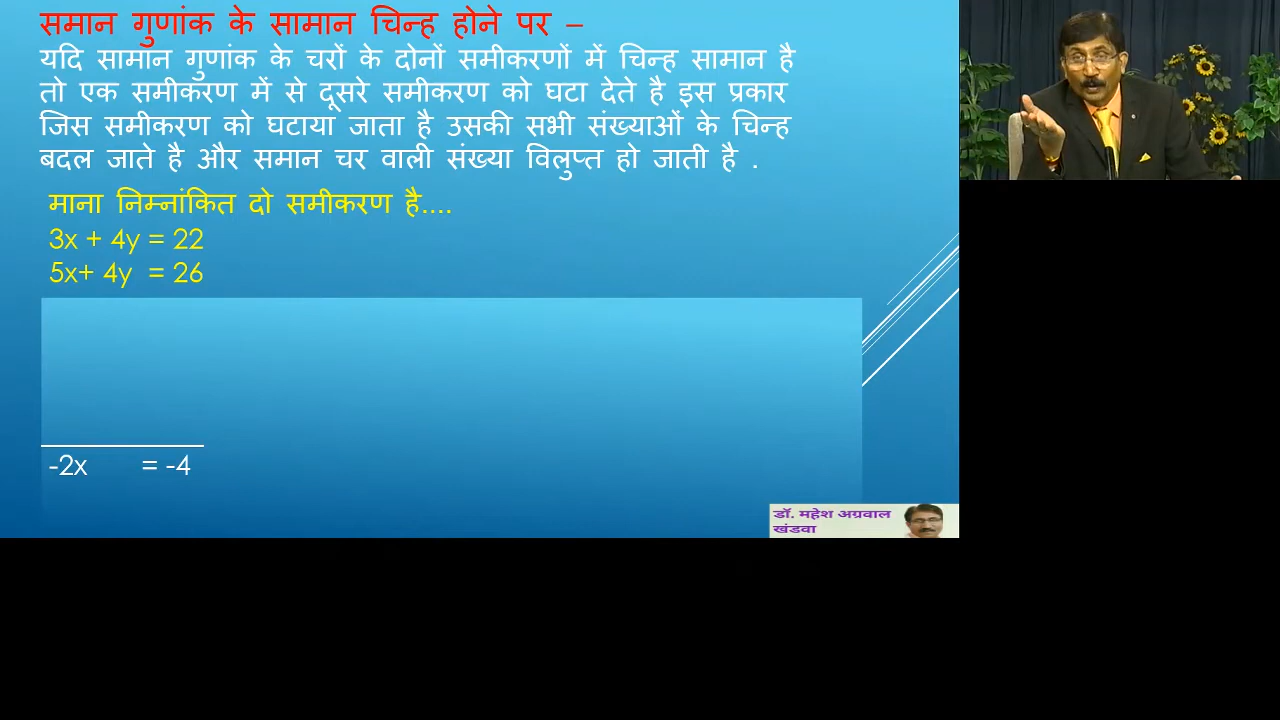 समान गुणांक के सामान चिन्ह होने पर –
यदि सामान गुणांक के चरों के दोनों समीकरणों में चिन्ह सामान है
तो एक समीकरण में से दूसरे समीकरण को घटा देते है इस प्रकार
जिस समीकरण को घटाया जाता है उसकी सभी संख्याओं के चिन्ह
बदल जाते है और समान चर वाली संख्या विलुप्त हो जाती है .
माना निम्नांकित दो समीकरण है....
3x + 4y = 22
5x+ 4y = 26
-2x = -4
डॉ. महेश अग्रवाल
खंडवा